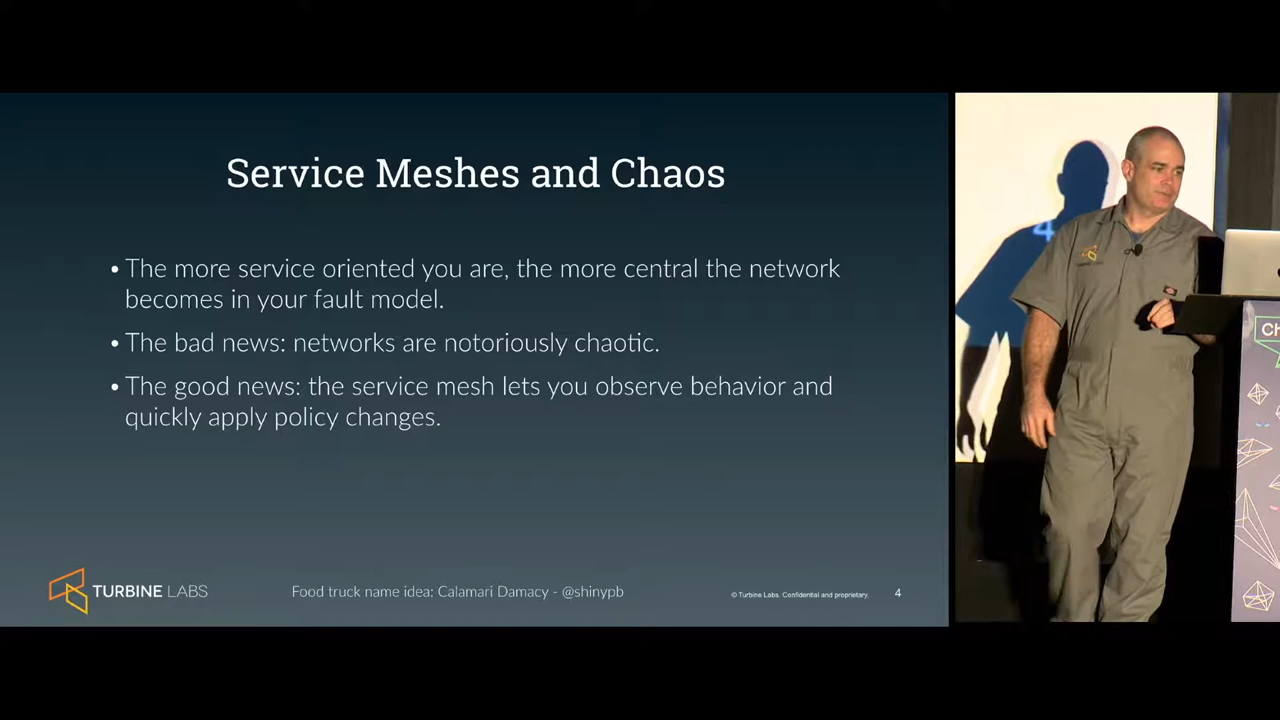 Service Meshes and Chaos
• The more service oriented you are, the more central the network
becomes in your fault model.
• The bad news: networks are notoriously chaotic.
• The good news: the service mesh lets you observe behavior and
quickly apply policy changes.
TURBINE LABS
Food truck name idea: Calamari Damacy - @shinypb
© Turbine Labs. Confidential and proprietary.
4
4
Ch